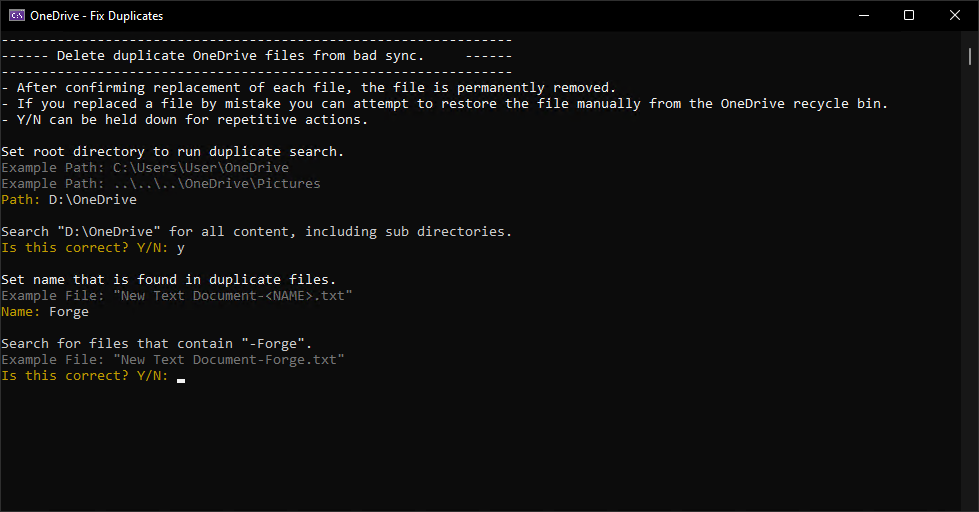 OneDrive - Fix Duplicates
----------------------------------------------------------------
------ Delete duplicate OneDrive files from bad sync.     ------
----------------------------------------------------------------
- After confirming replacement of each file, the file is permanently removed.
- If you replaced a file by mistake you can attempt to restore the file manually from the OneDrive recycle bin.
- Y/N can be held down for repetitive actions.
Set root directory to run duplicate search.
Example Path: C:\Users\User\OneDrive
Example Path: ..\..\..\OneDrive\Pictures
Path: D:\OneDrive
Search "D:\OneDrive" for all content, including sub directories.
Is this correct? Y/N: y
Set name that is found in duplicate files.
Example File: "New Text Document-<NAME>.txt"
Name: Forge
Search for files that contain "-Forge".
Example File: "New Text Document-Forge.txt"
Is this correct? Y/N: